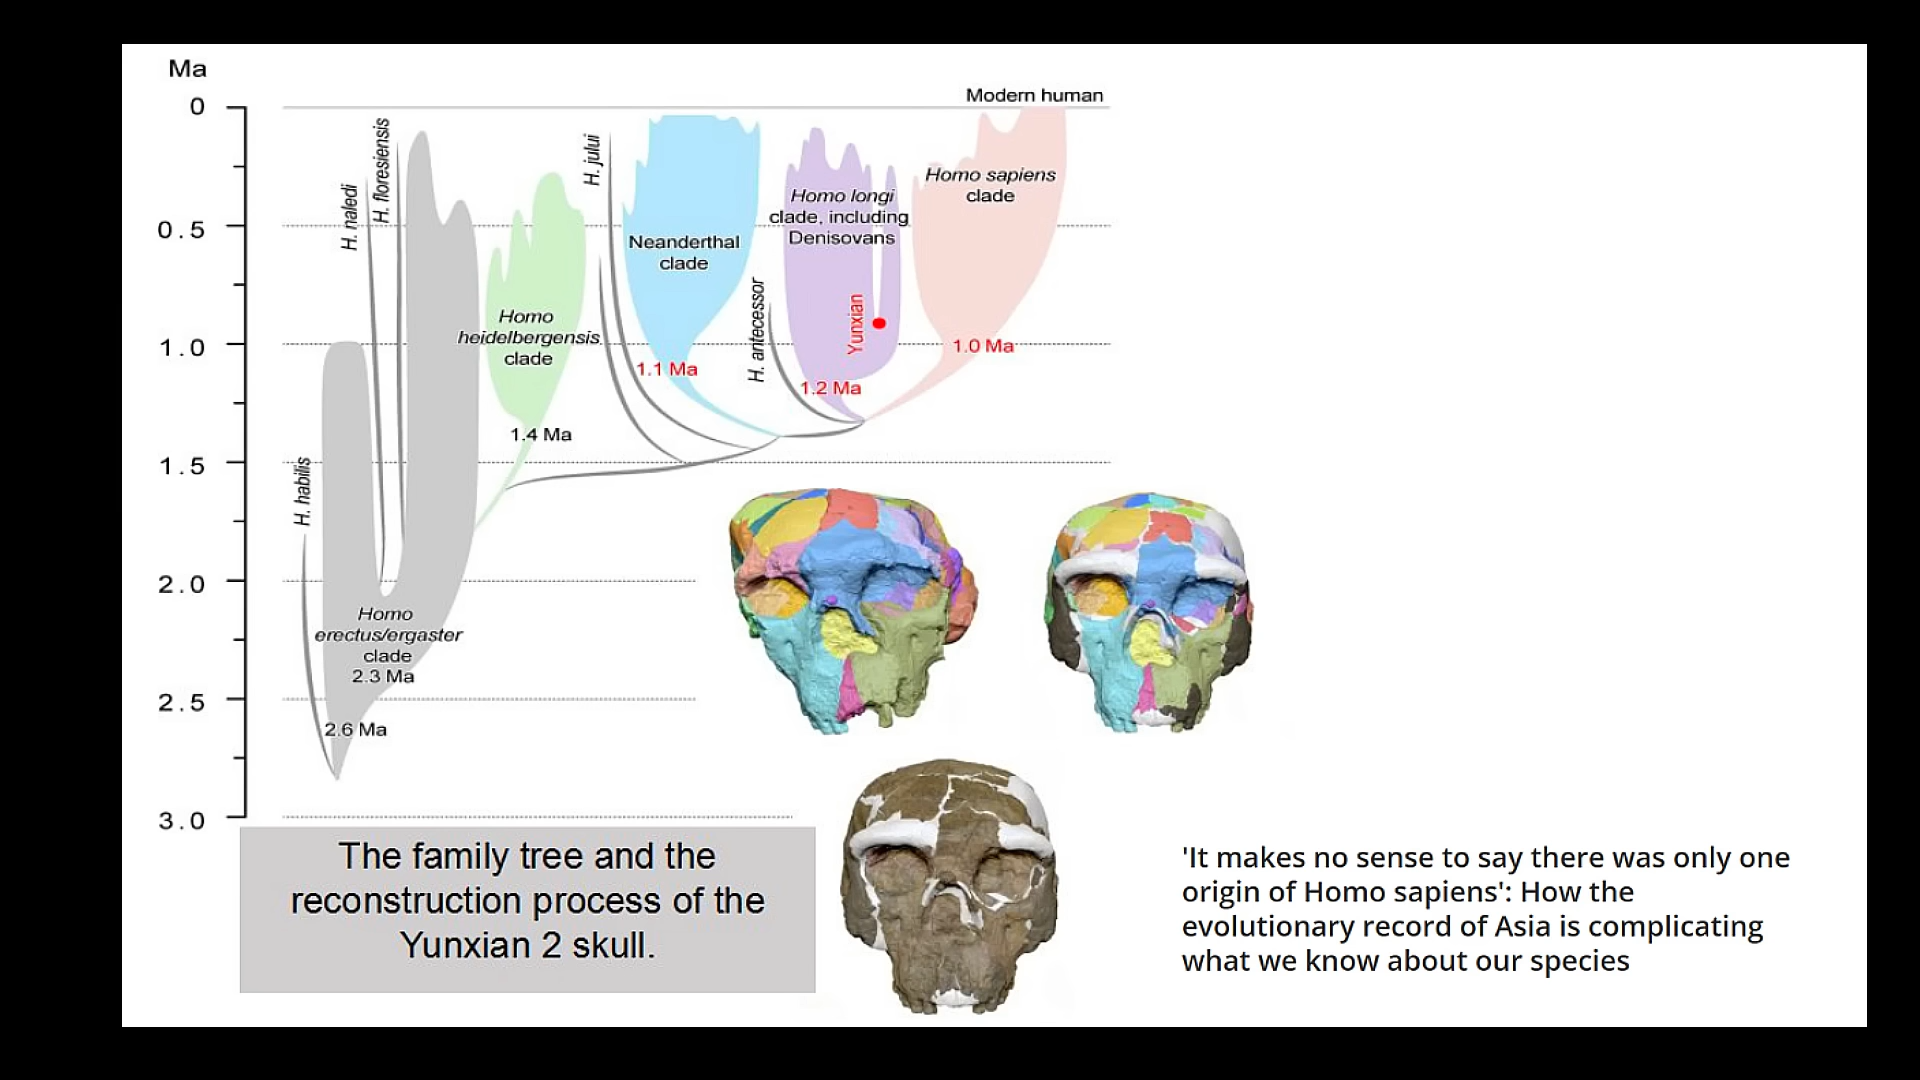 Ma
0
Modern human
H. floresiensis
H. naledi
H. jului
Homo sapiens
clade
Homo longi
clade, including
Denisovans
0.5
Neanderthal
clade
H. antecessor
Yunxian
Homo
heidelbergensis
clade
1.0
1.0 Ma
1.1 Ma
1.2 Ma
1.4 Ma
1.5
H. habilis
2.0
Homo
erectus/ergaster
clade
2.3 Ma
2.5
2.6 Ma
3.0
The family tree and the
reconstruction process of the
Yunxian 2 skull.
'It makes no sense to say there was only one
origin of Homo sapiens': How the
evolutionary record of Asia is complicating
what we know about our species